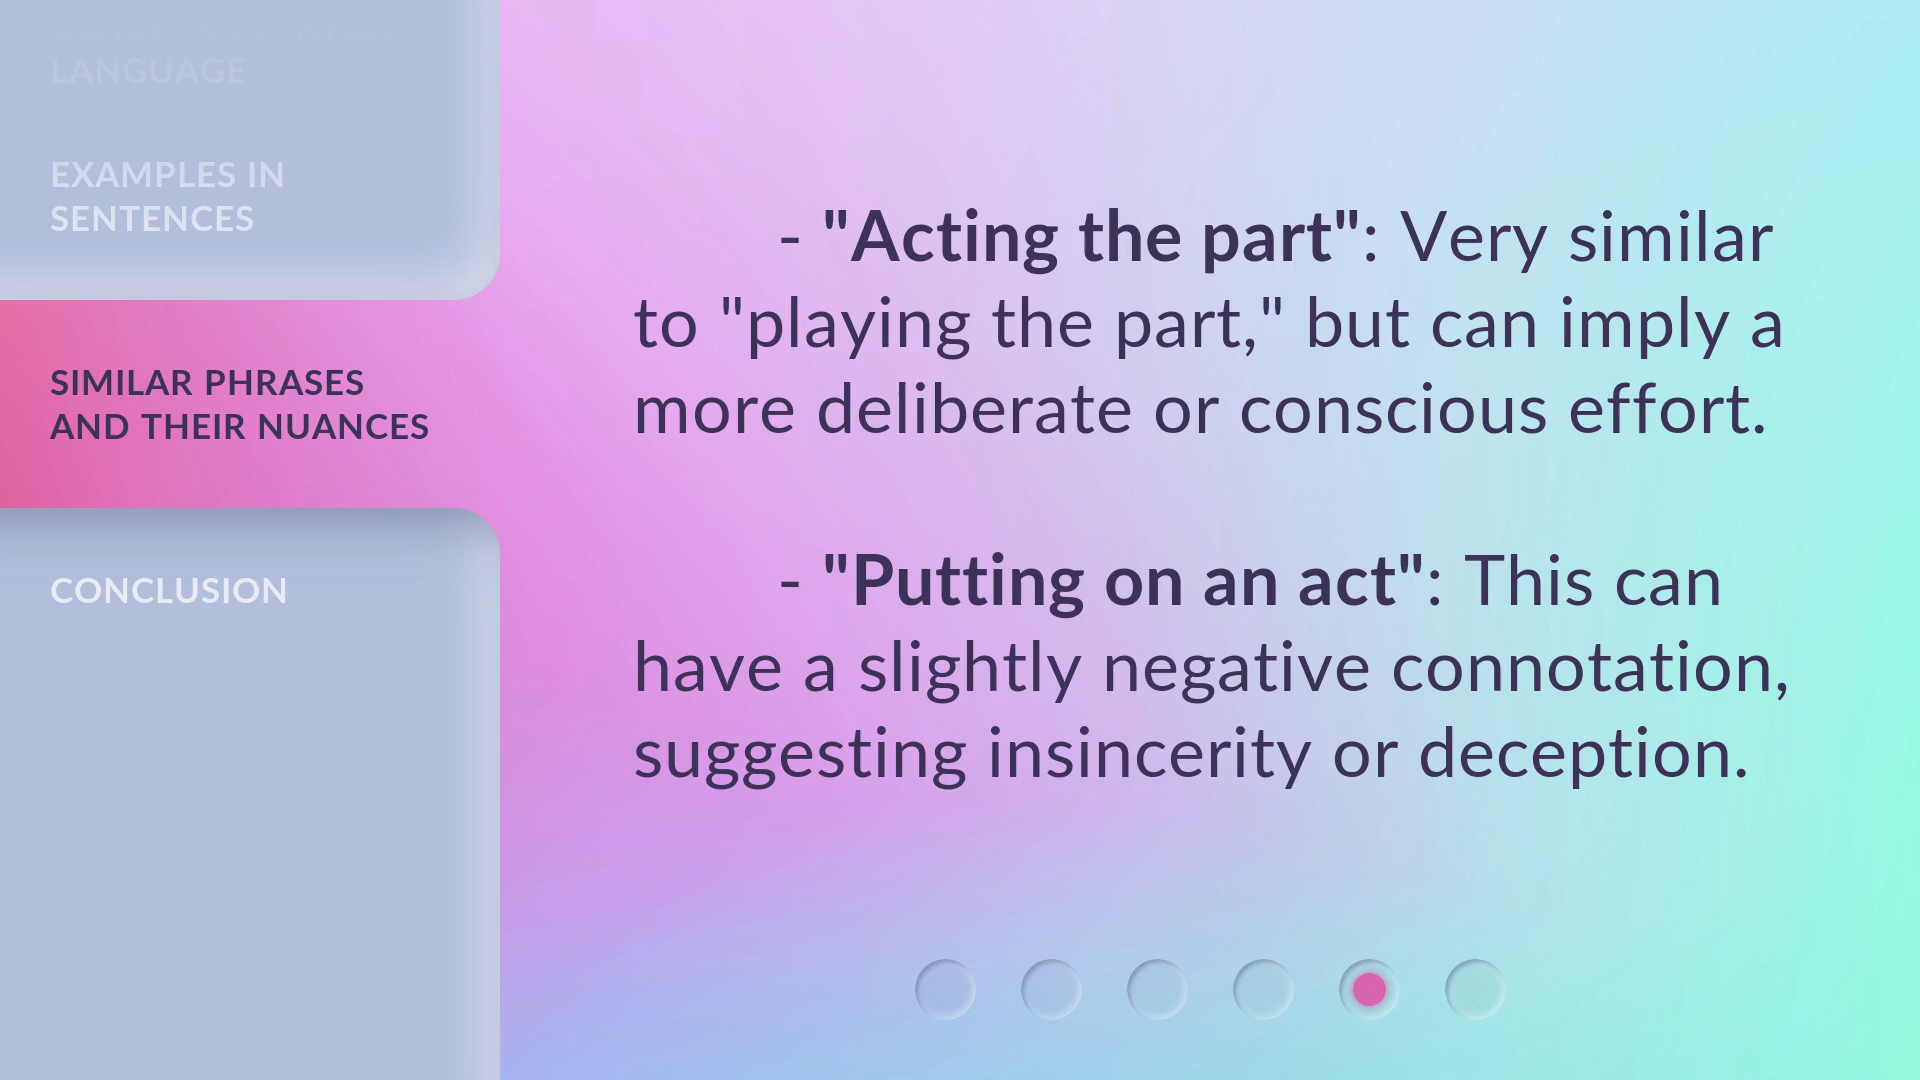 LANGUAGE
EXAMPLES IN
SENTENCES
SIMILAR PHRASES
AND THEIR NUANCES
CONCLUSION
- "Acting the part": Very similar
to "playing the part," but can imply a
more deliberate or conscious effort.
- "Putting on an act": This can
have a slightly negative connotation,
suggesting insincerity or deception.